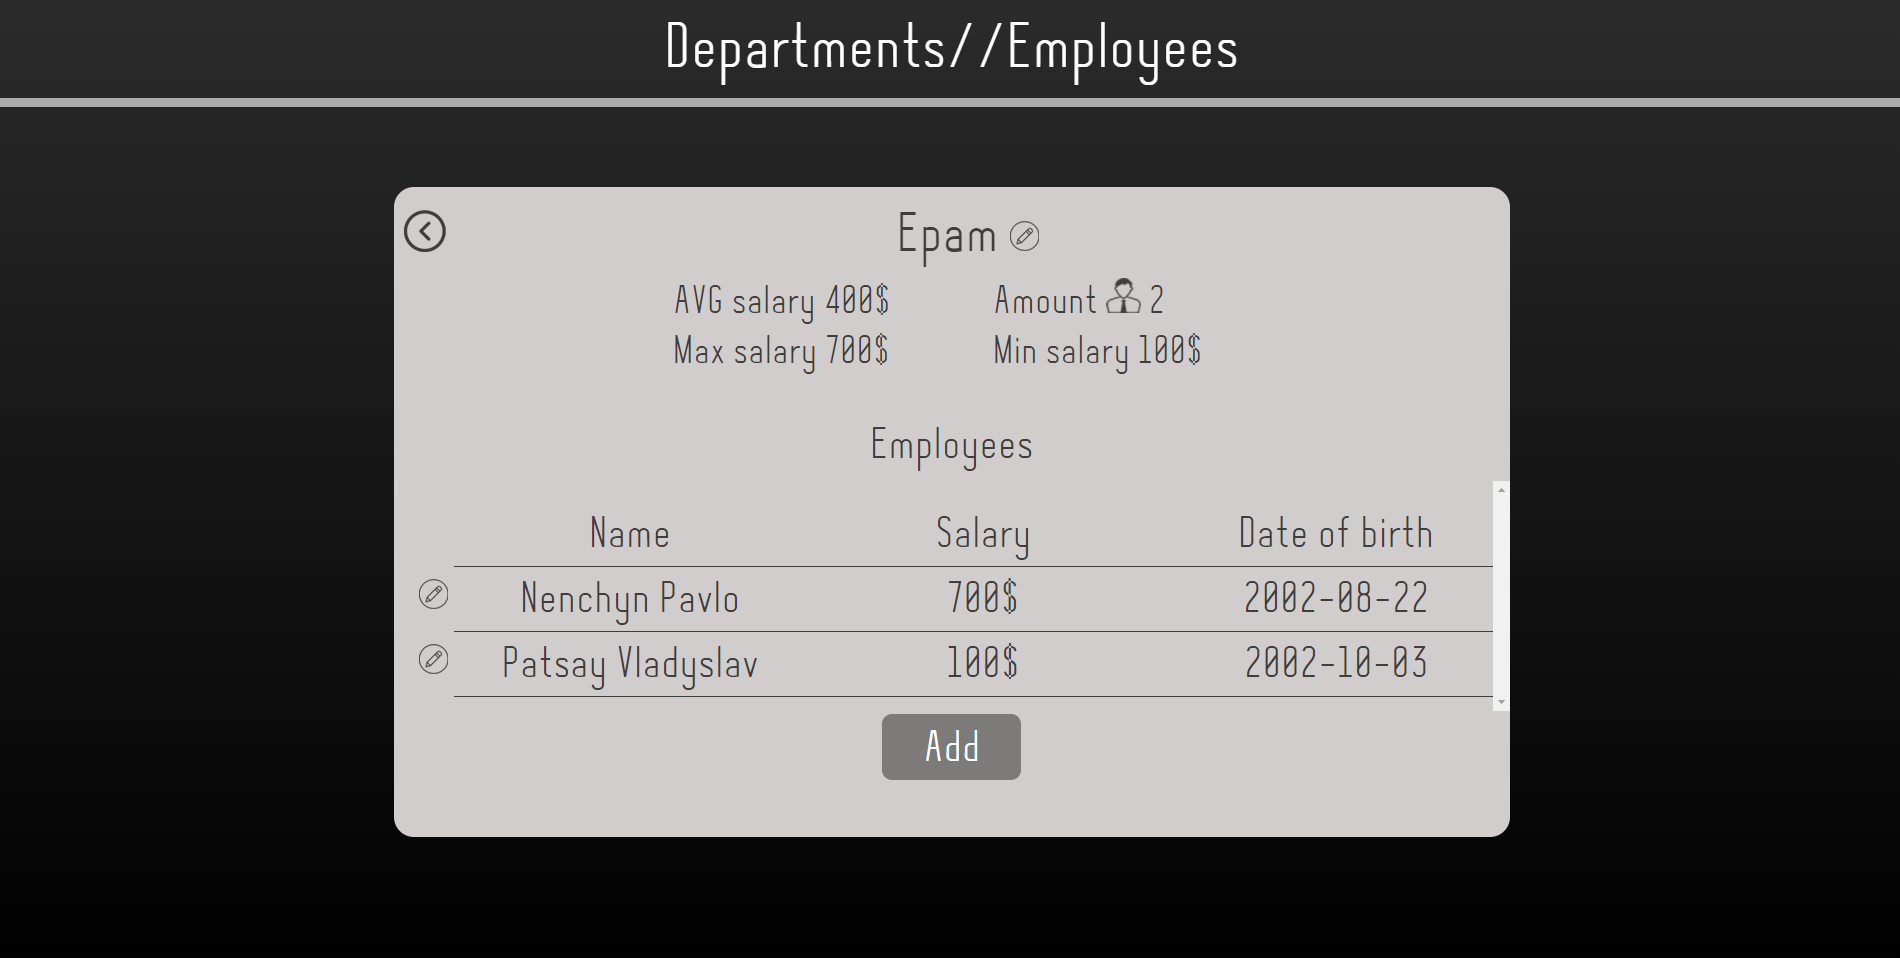 Departments//Employees
Epam
AVG salary 400$ Amount 2
Max salary 700$ Min salary 100$
Employees
Name Salary Date of birth
Nenchyn Pavlo 700$ 2002-08-22
Patsay Vladyslav 100$ 2002-10-03
Add